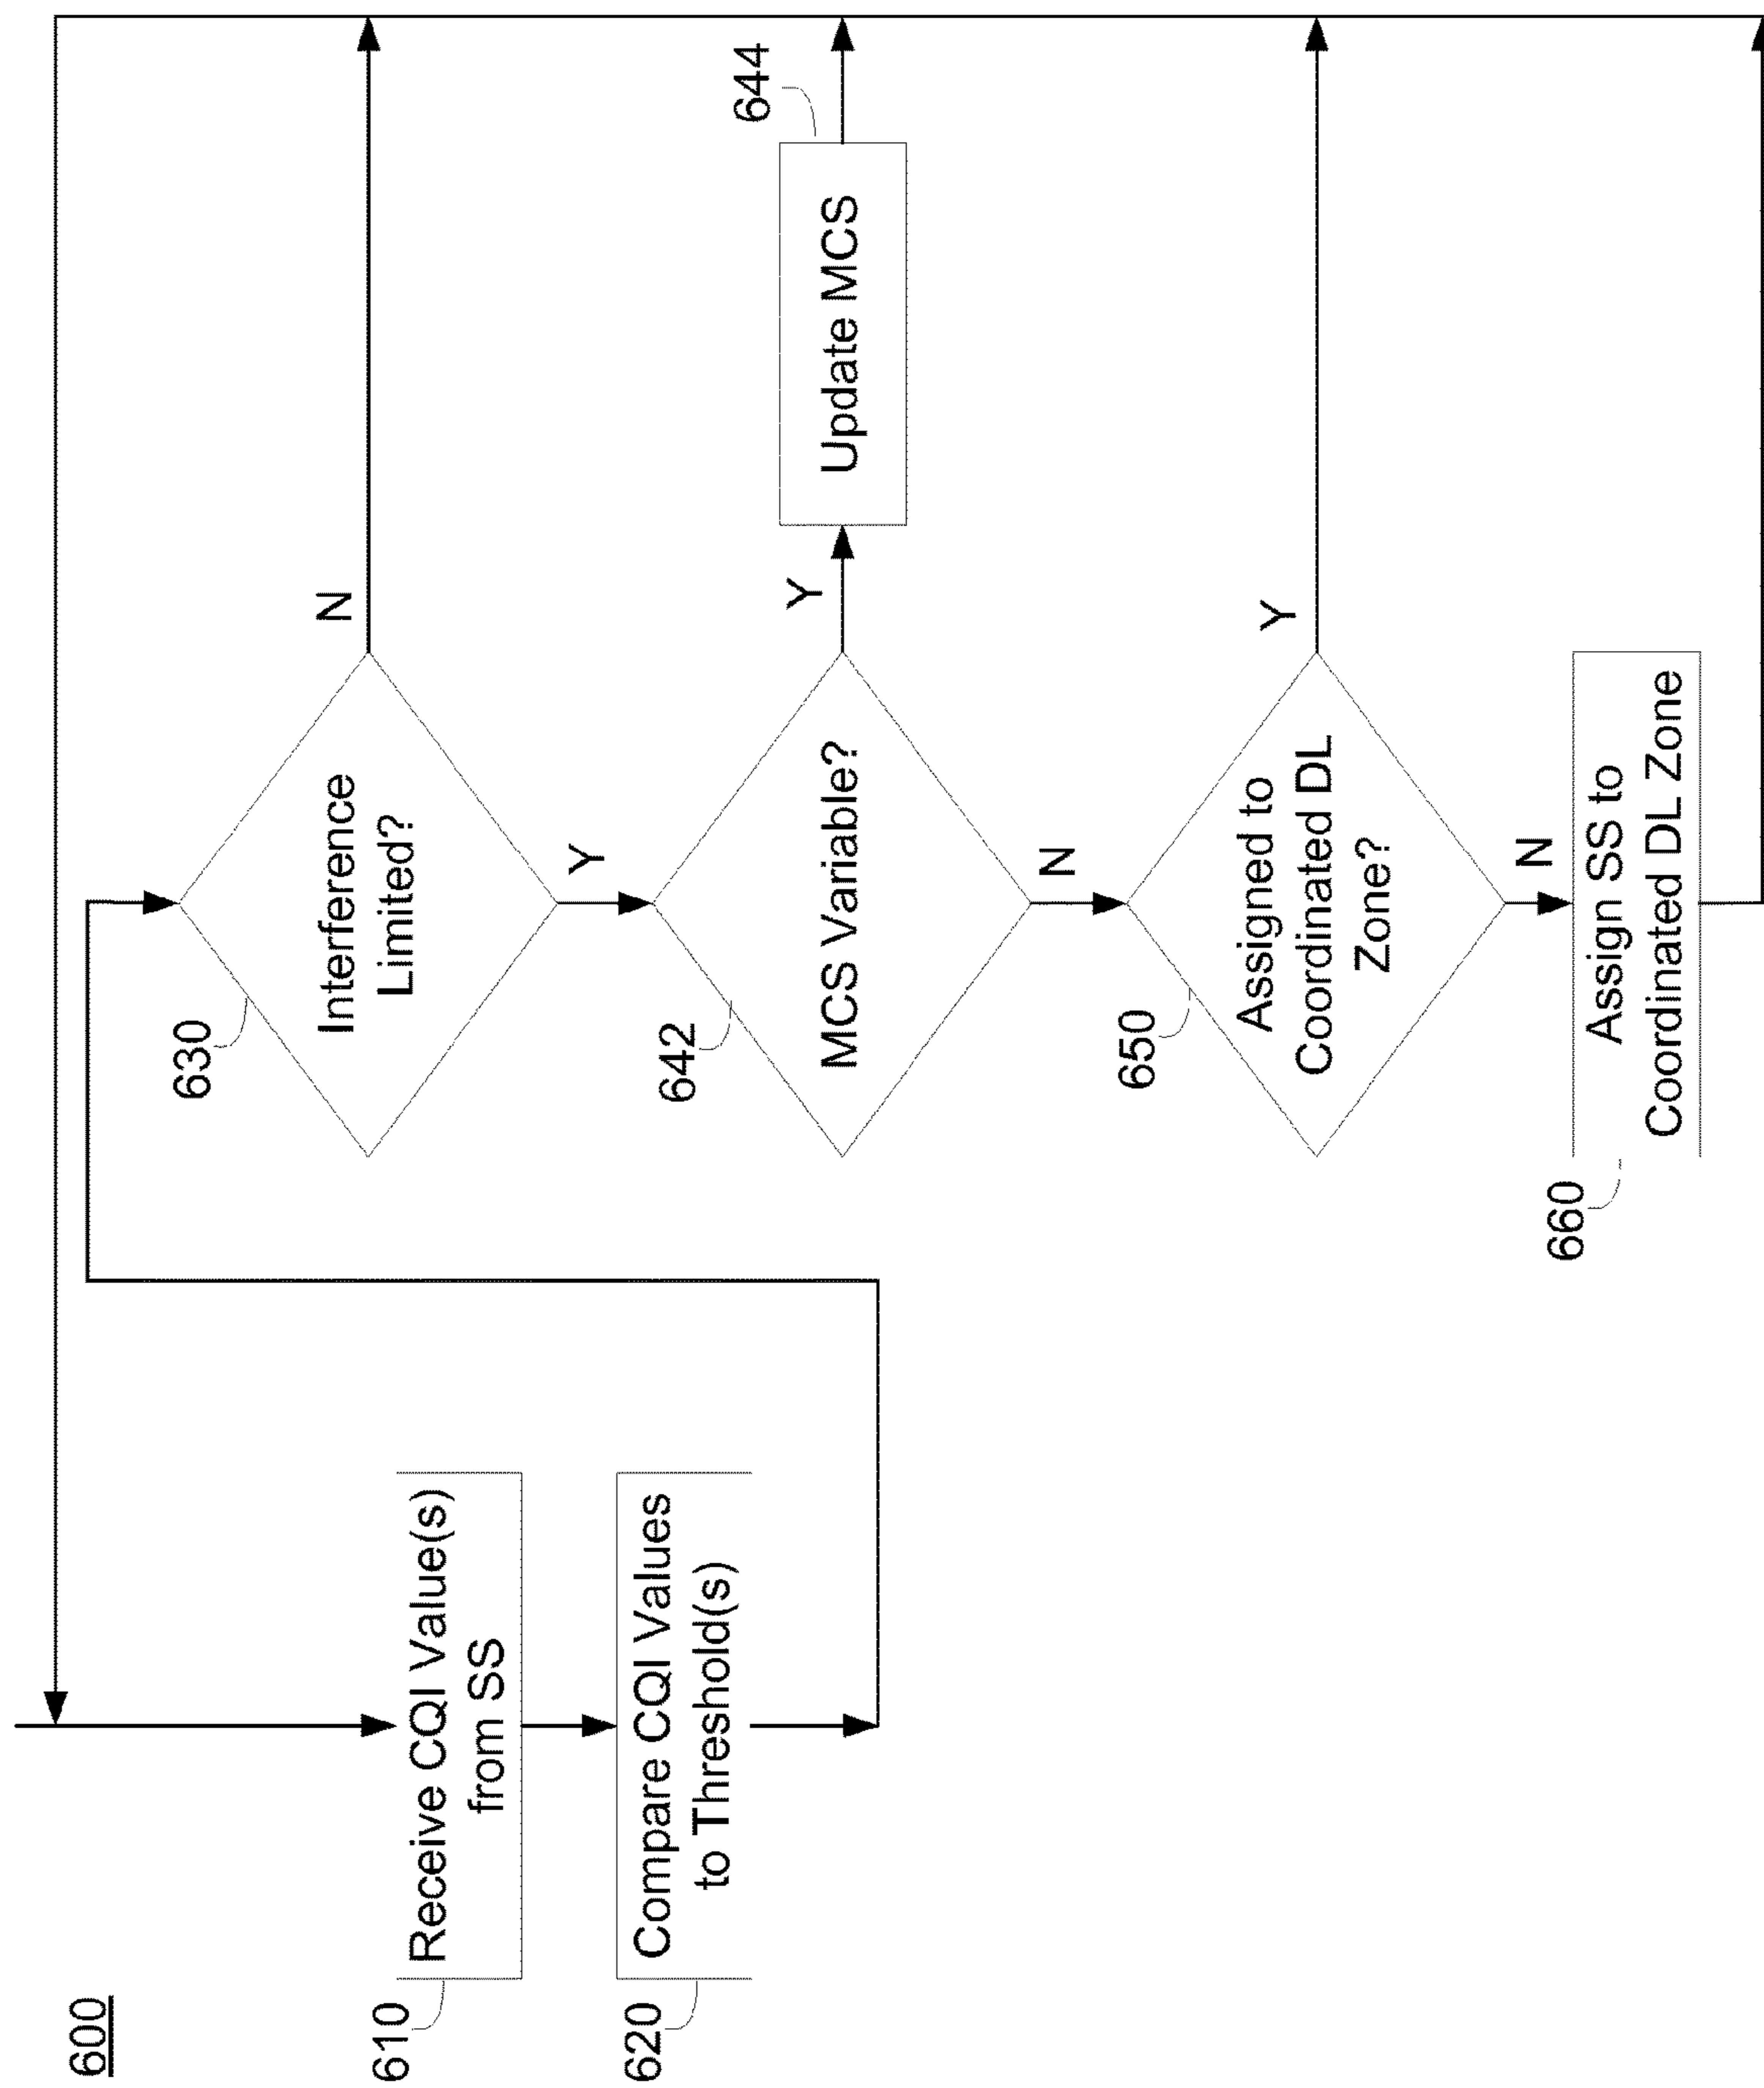 600
610
Receive CQI Value(s)
from SS
620
Compare CQI Values
to Threshold(s)
630
Interference
Limited?
N
Y
642
MCS Variable?
Y
644
Update MCS
N
650
Assigned to
Coordinated DL
Zone?
Y
N
660
Assign SS to
Coordinated DL Zone